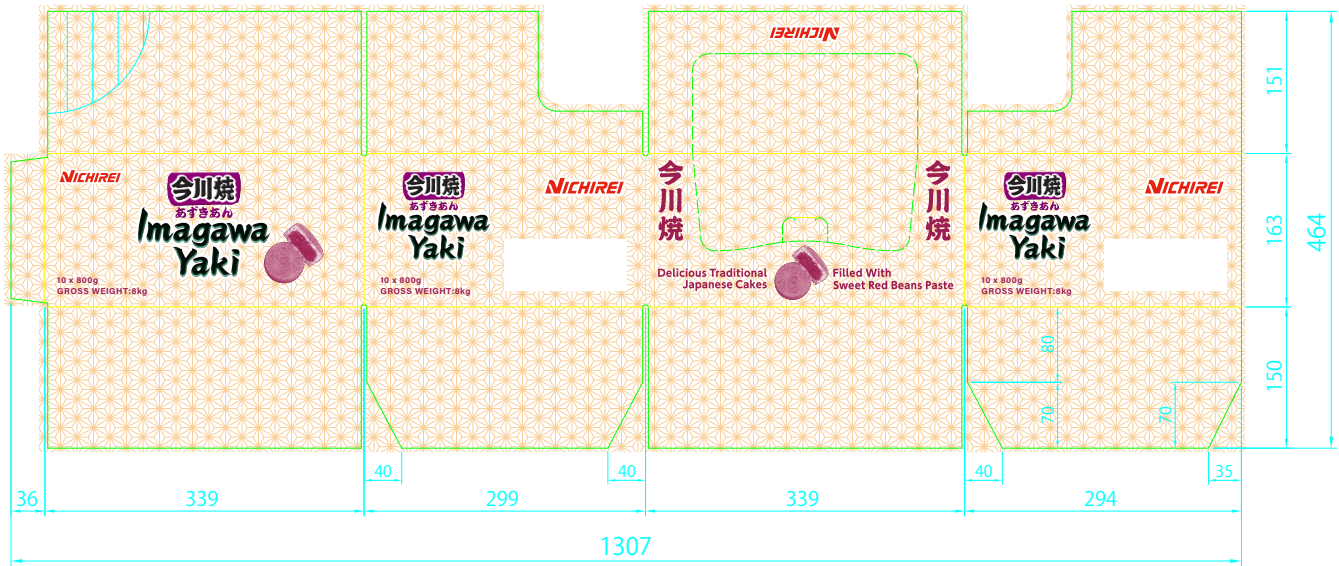 NICHIREI
NICHIREI
今川焼
あずきあん
Imagawa
Yaki
10 x 800g
GROSS WEIGHT:8kg
今川焼
あずきあん
Imagawa
Yaki
NICHIREI
10 x 800g
GROSS WEIGHT:8kg
今川焼
今川焼
Delicious Traditional
Japanese Cakes
Filled With
Sweet Red Beans Paste
今川焼
あずきあん
Imagawa
Yaki
NICHIREI
10 x 800g
GROSS WEIGHT:8kg
151
163
464
150
80
70
70
40
40
40
35
36
339
299
339
294
1307